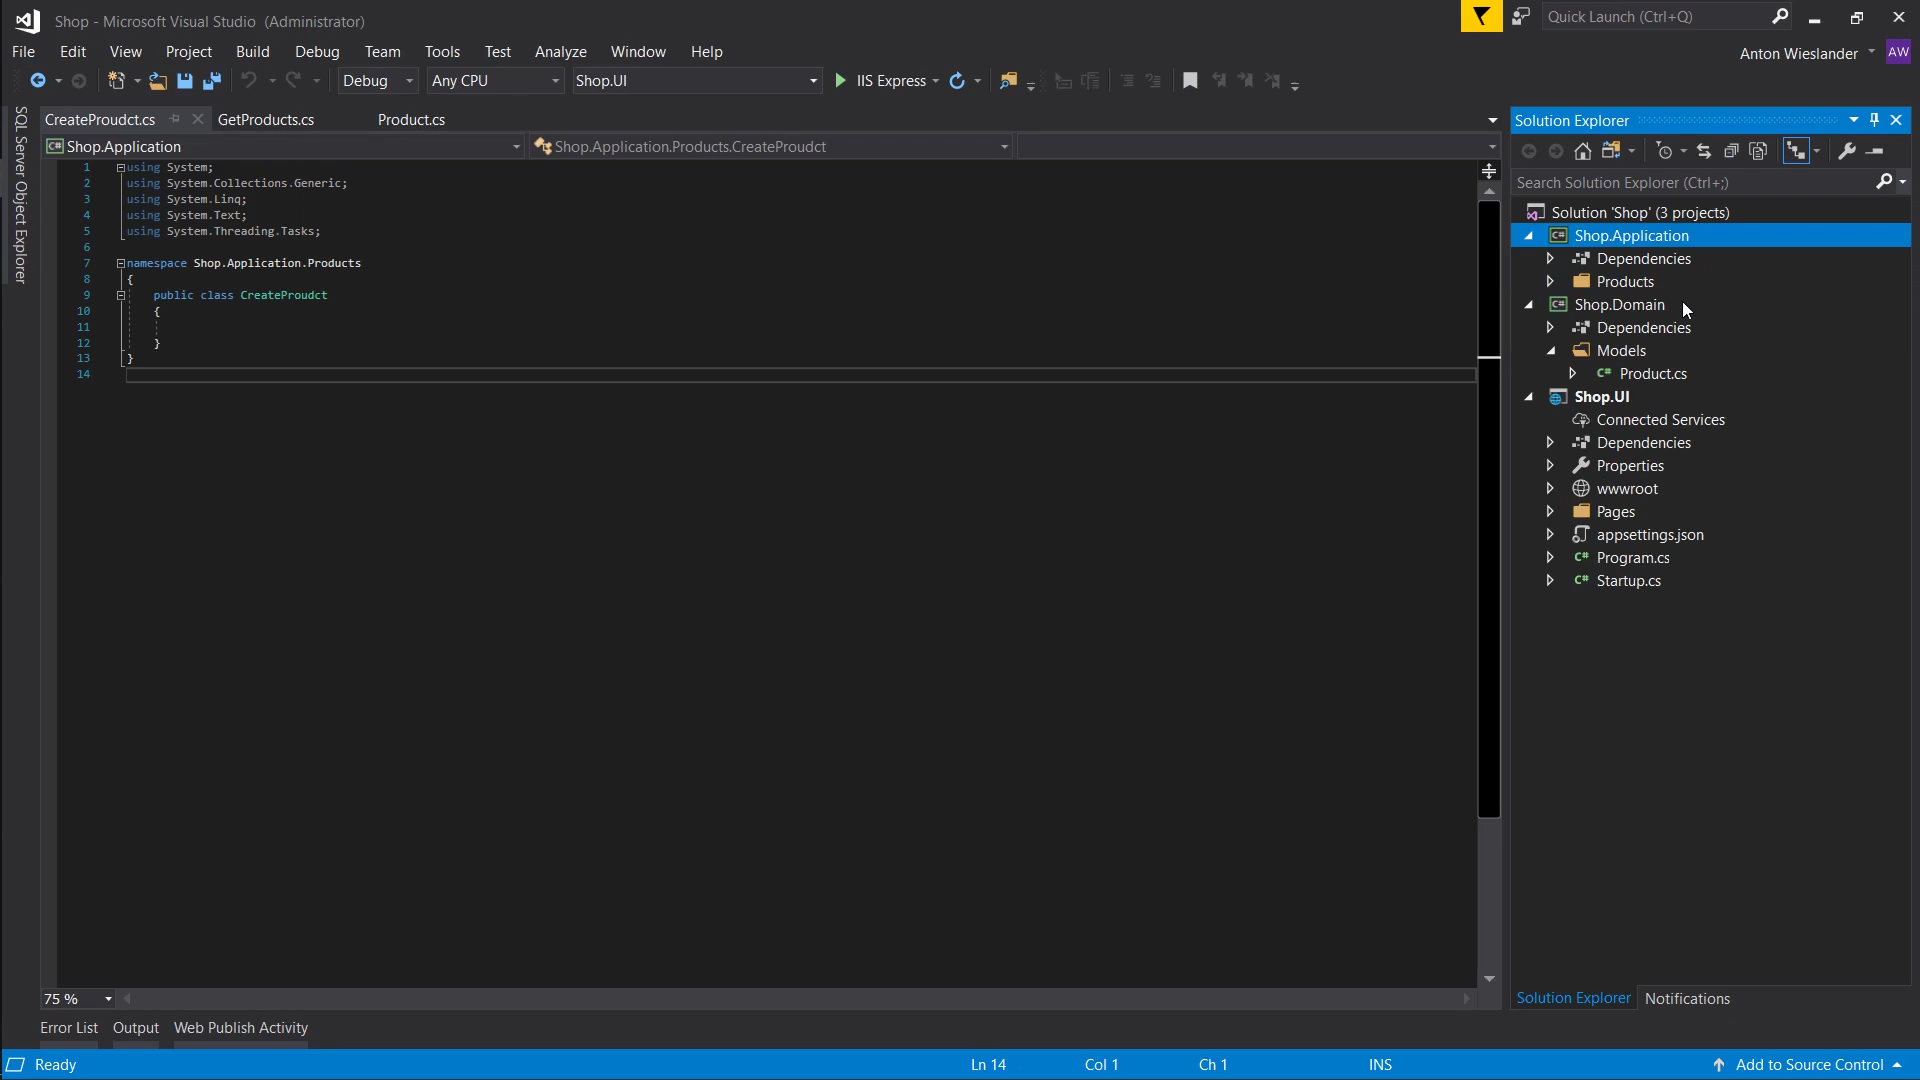 Shop - Microsoft Visual Studio (Administrator)
Quick Launch (Ctrl+Q)
File Edit View Project Build Debug Team Tools Test Analyze Window Help
Anton Wieslander AW
Debug Any CPU Shop.UI IIS Express
SQL Server Object Explorer
CreateProudct.cs GetProducts.cs Product.cs
C# Shop.Application Shop.Application.Products.CreateProudct
1 using System;
2 using System.Collections.Generic;
3 using System.Linq;
4 using System.Text;
5 using System.Threading.Tasks;
6
7 namespace Shop.Application.Products
8 {
9 public class CreateProudct
10 {
11
12 }
13 }
14
75 %
Solution Explorer
Search Solution Explorer (Ctrl+;)
Solution 'Shop' (3 projects)
C# Shop.Application
Dependencies
Products
C# Shop.Domain
Dependencies
Models
C# Product.cs
Shop.UI
Connected Services
Dependencies
Properties
wwwroot
Pages
appsettings.json
C# Program.cs
C# Startup.cs
Solution Explorer Notifications
Error List Output Web Publish Activity
Ready Ln 14 Col 1 Ch 1 INS Add to Source Control